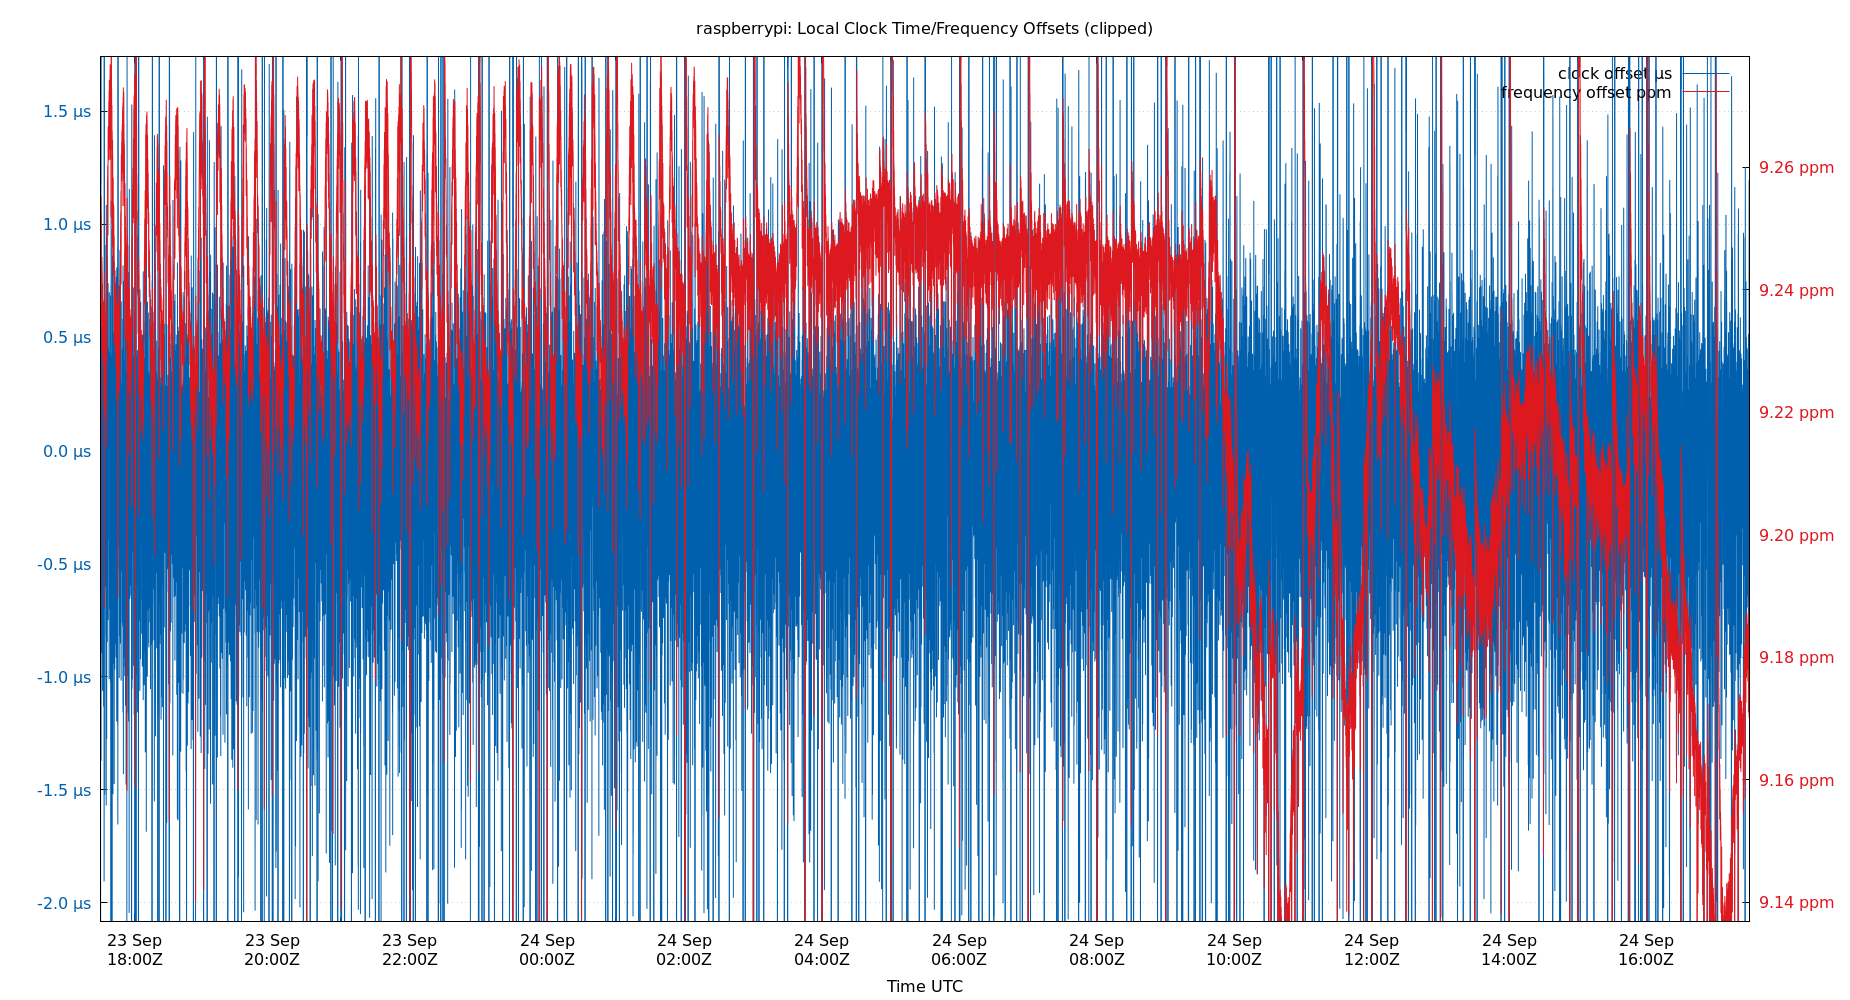 raspberrypi: Local Clock Time/Frequency Offsets (clipped)
clock offset µs
frequency offset ppm
1.5 µs
1.0 µs
0.5 µs
0.0 µs
-0.5 µs
-1.0 µs
-1.5 µs
-2.0 µs
9.26 ppm
9.24 ppm
9.22 ppm
9.20 ppm
9.18 ppm
9.16 ppm
9.14 ppm
23 Sep 23 Sep 23 Sep 24 Sep 24 Sep 24 Sep 24 Sep 24 Sep 24 Sep 24 Sep 24 Sep 24 Sep
18:00Z 20:00Z 22:00Z 00:00Z 02:00Z 04:00Z 06:00Z 08:00Z 10:00Z 12:00Z 14:00Z 16:00Z
Time UTC